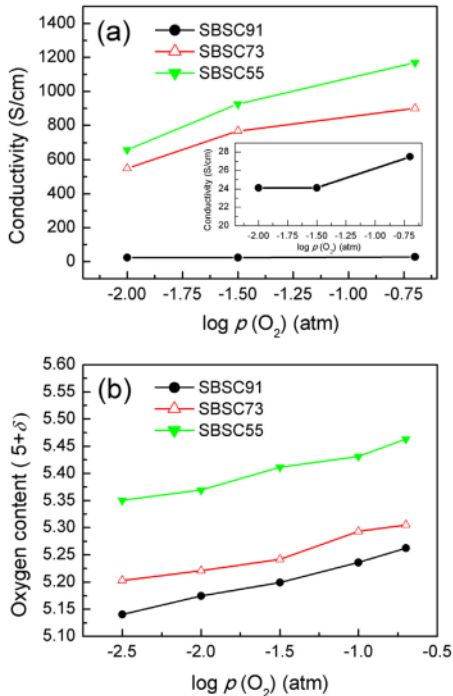 (a)
SBSC91
SBSC73
SBSC55
Conductivity (S/cm)
1400
1200
1000
800
600
400
200
0
Conductivity (S/cm)
28
26
24
22
20
-2.00 -1.75 -1.50 -1.25 -1.00 -0.75
log p (O₂) (atm)
-2.00 -1.75 -1.50 -1.25 -1.00 -0.75
log p (O₂) (atm)
(b)
SBSC91
SBSC73
SBSC55
Oxygen content ( 5+δ)
5.60
5.50
5.45
5.40
5.35
5.30
5.25
5.20
5.15
5.10
-2.5 -2.0 -1.5 -1.0 -0.5
log p (O₂) (atm)